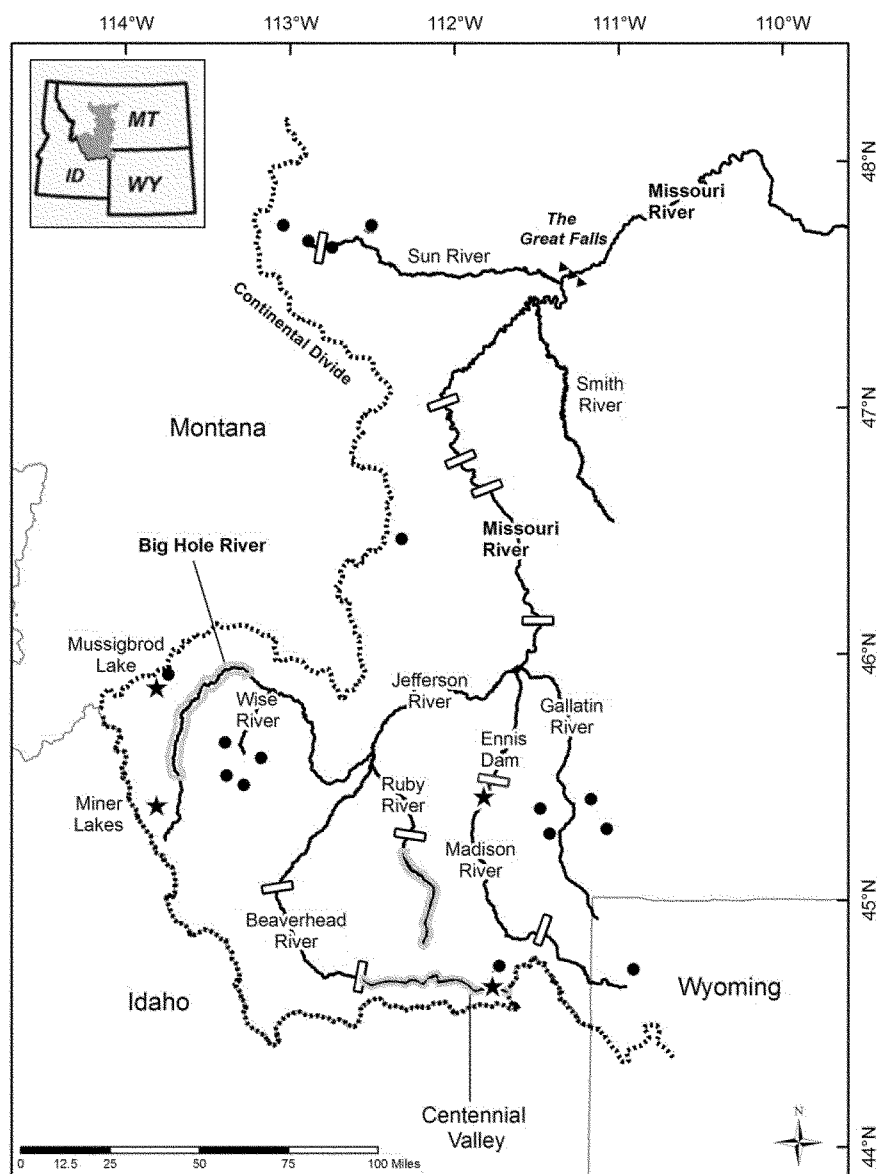 114°W
113°W
112°W
111°W
110°W
MT
ID
WY
48°N
Missouri
River
The
Great Falls
Sun River
Continental Divide
Smith
River
47°N
Montana
Missouri
River
Big Hole River
Mussigbrod
Lake
46°N
Jefferson
River
Wise
River
Gallatin
River
Ennis
Dam
Ruby
River
Miner
Lakes
Madison
River
45°N
Beaverhead
River
Idaho
Wyoming
Centennial
Valley
N
44°N
0 12.5 25 50 75 100 Miles